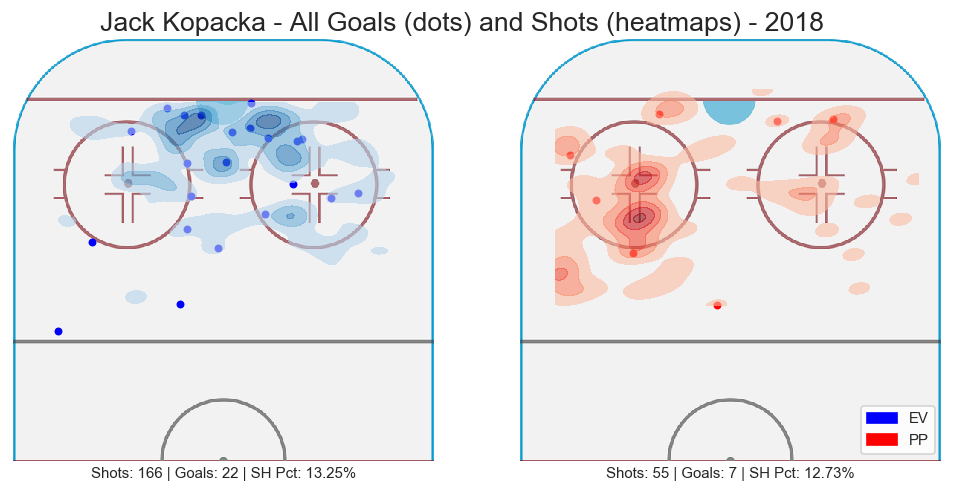 Jack Kopacka - All Goals (dots) and Shots (heatmaps) - 2018
EV
PP
Shots: 166 | Goals: 22 | SH Pct: 13.25%
Shots: 55 | Goals: 7 | SH Pct: 12.73%